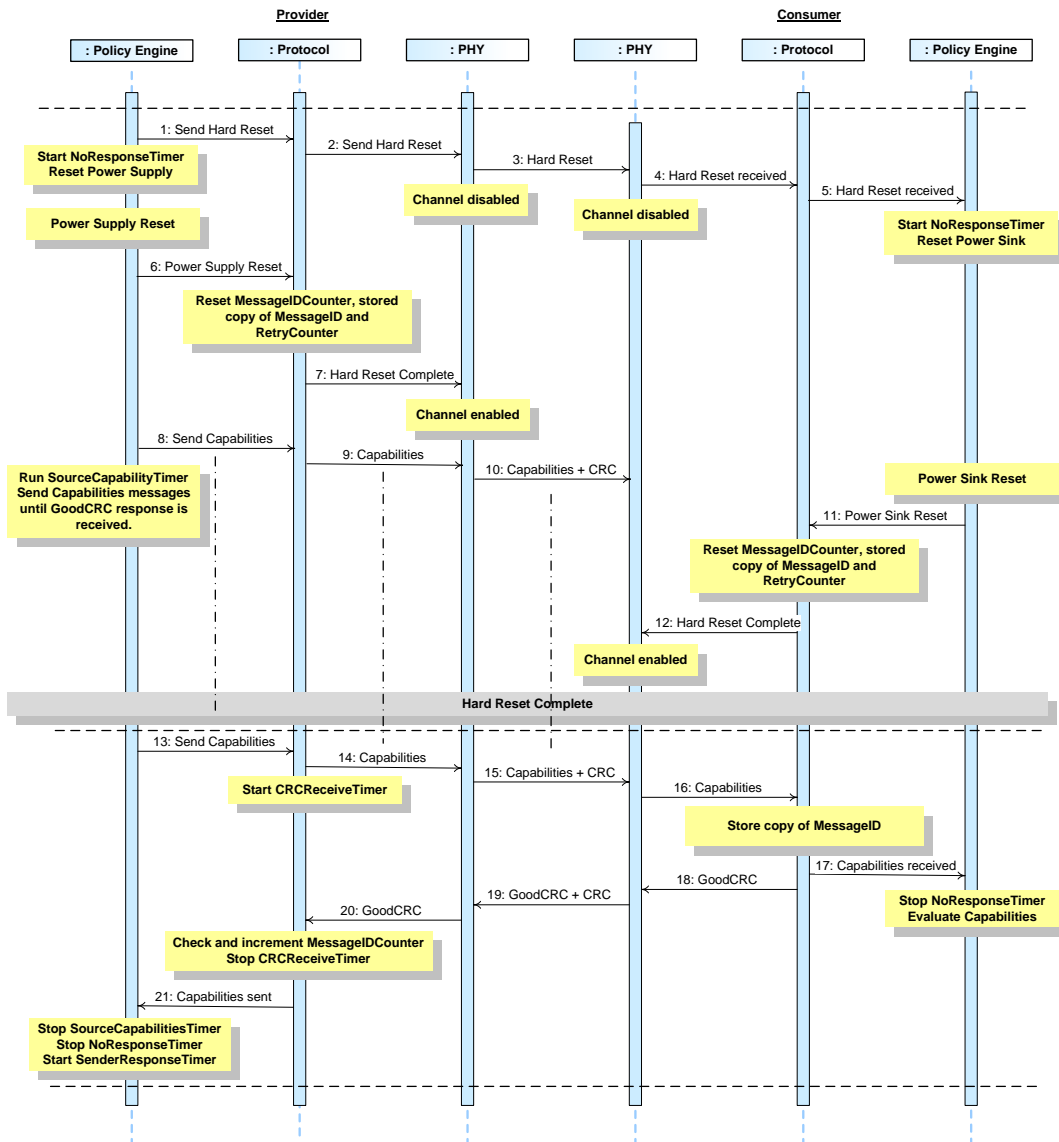 Provider
Consumer
: Policy Engine
: Protocol
: PHY
: PHY
: Protocol
: Policy Engine
1: Send Hard Reset
Start NoResponseTimer
Reset Power Supply
2: Send Hard Reset
3: Hard Reset
4: Hard Reset received
5: Hard Reset received
Channel disabled
Channel disabled
Power Supply Reset
Start NoResponseTimer
Reset Power Sink
6: Power Supply Reset
Reset MessageIDCounter, stored
copy of MessageID and
RetryCounter
7: Hard Reset Complete
Channel enabled
8: Send Capabilities
9: Capabilities
10: Capabilities + CRC
Run SourceCapabilityTimer
Send Capabilities messages
until GoodCRC response is
received.
Power Sink Reset
11: Power Sink Reset
Reset MessageIDCounter, stored
copy of MessageID and
RetryCounter
12: Hard Reset Complete
Channel enabled
Hard Reset Complete
13: Send Capabilities
14: Capabilities
15: Capabilities + CRC
16: Capabilities
Start CRCReceiveTimer
Store copy of MessageID
17: Capabilities received
18: GoodCRC
19: GoodCRC + CRC
20: GoodCRC
Stop NoResponseTimer
Evaluate Capabilities
Check and increment MessageIDCounter
Stop CRCReceiveTimer
21: Capabilities sent
Stop SourceCapabilitiesTimer
Stop NoResponseTimer
Start SenderResponseTimer